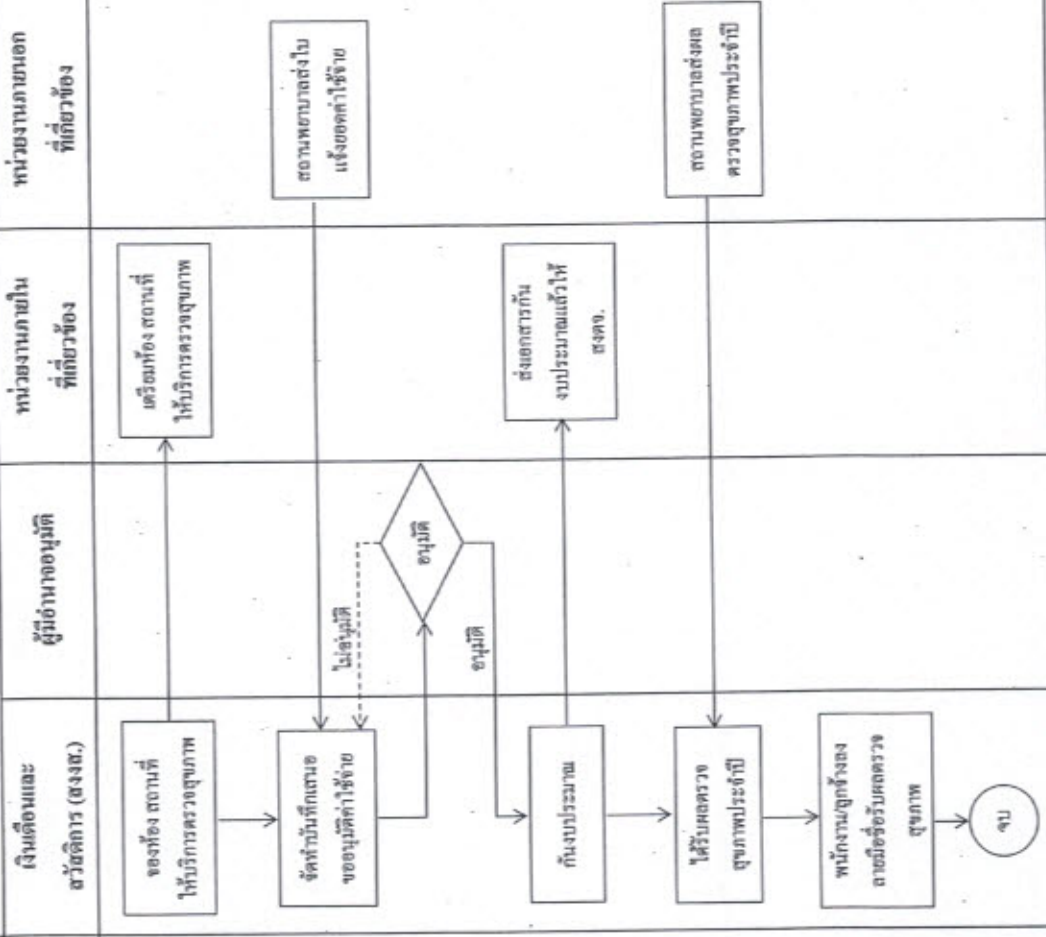 เงินเดือนและ
สวัสดิการ
ผู้มีอำนาจอนุมัติ
หน่วยงานภายใน
ที่เกี่ยวข้อง
หน่วยงานภายนอก
ที่เกี่ยวข้อง
จองห้อง สถานที่
ให้บริการตรวจสุขภาพ
เตรียมห้อง สถานที่
ให้บริการตรวจสุขภาพ
สถานพยาบาลส่งใบ
แจ้งยอดค่าใช้จ่าย
จัดทำบันทึกเสนอ
ขออนุมัติค่าใช้จ่าย
ไม่อนุมัติ
อนุมัติ
อนุมัติ
กันงบประมาณ
ส่งเอกสารกัน
งบประมาณแล้วให้
สถานพยาบาลส่งผล
ตรวจสุขภาพประจำปี
ได้รับผลตรวจ
สุขภาพประจำปี
พนักงาน/ลูกจ้างลง
ลายมือชื่อรับผลตรวจ
สุขภาพ
จบ